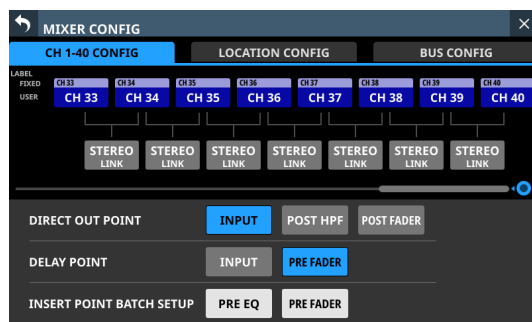 MIXER CONFIG
CH 1-40 CONFIG LOCATION CONFIG BUS CONFIG
LABEL
FIXED CH 33 CH 34 CH 35 CH 36 CH 37 CH 38 CH 39 CH 40
USER CH 33 CH 34 CH 35 CH 36 CH 37 CH 38 CH 39 CH 40
STEREO STEREO STEREO STEREO STEREO STEREO STEREO
LINK LINK LINK LINK LINK LINK LINK
DIRECT OUT POINT INPUT POST HPF POST FADER
DELAY POINT INPUT PRE FADER
INSERT POINT BATCH SETUP PRE EQ PRE FADER